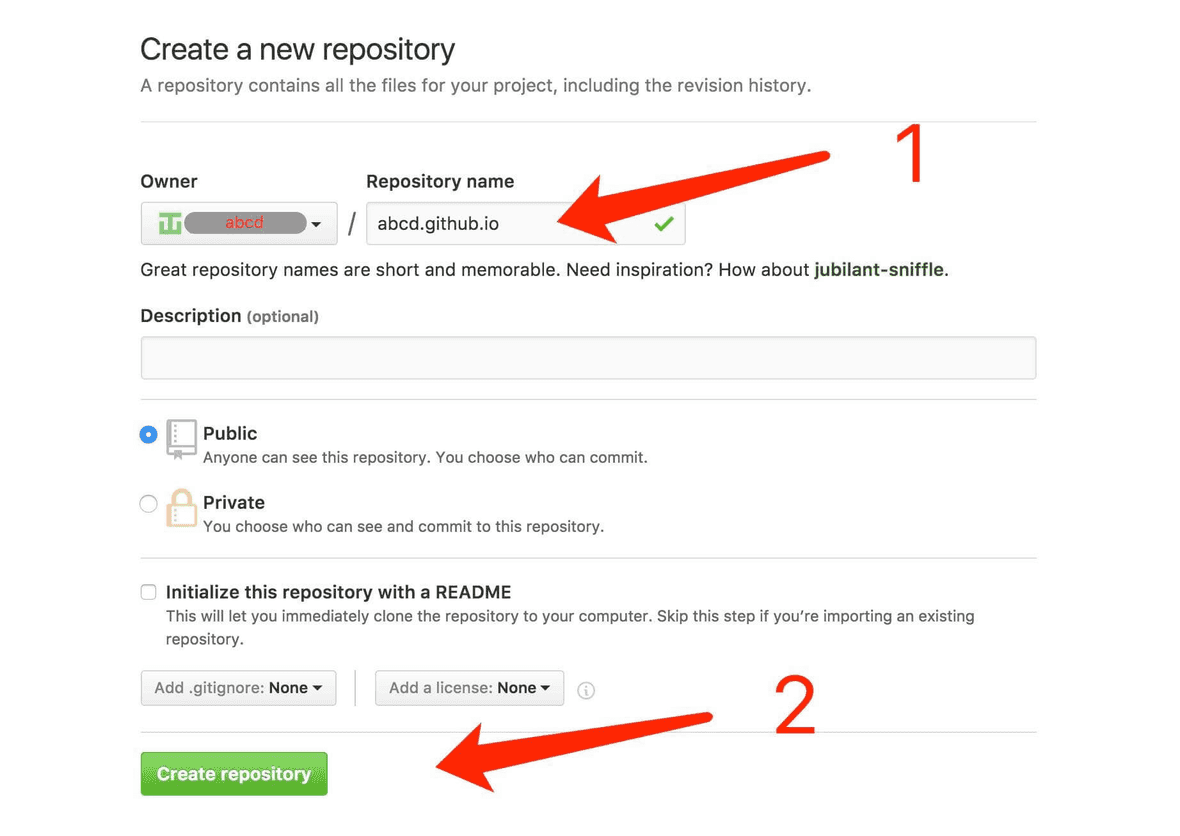 Create a new repository
A repository contains all the files for your project, including the revision history.
1
Owner
Repository name
abcd
/
abcd.github.io
Great repository names are short and memorable. Need inspiration? How about jubilant-sniffle.
Description (optional)
Public
Anyone can see this repository. You choose who can commit.
Private
You choose who can see and commit to this repository.
Initialize this repository with a README
This will let you immediately clone the repository to your computer. Skip this step if you’re importing an existing
repository.
Add .gitignore: None
Add a license: None
2
Create repository